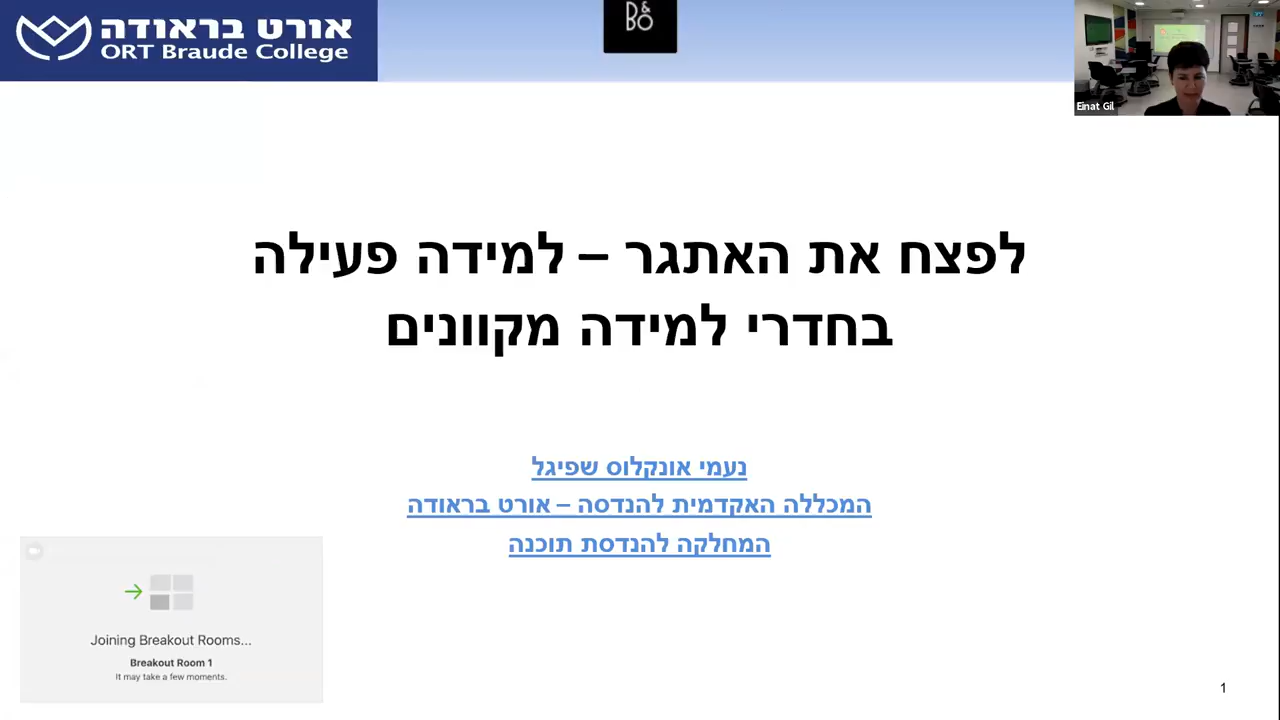 אורט בראודה
ORT Braude College
B&
BO
Einat Gil
לפצח את האתגר – למידה פעילה
בחדרי למידה מקוונים
נעמי אונקלוס שפיגל
המכללה האקדמית להנדסה – אורט בראודה
המחלקה להנדסת תוכנה
Joining Breakout Rooms...
Breakout Room 1
It may take a few moments.
1